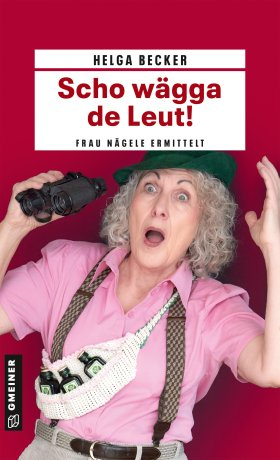 HELGA BECKER
Scho wägga
de Leut!
FRAU NÄGELE ERMITTELT
GMEINER